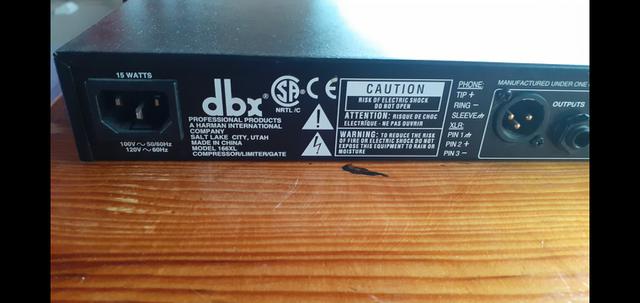 15 WATTS
100V ~ 50/60Hz
120V ~ 60Hz
dbx®
PROFESSIONAL PRODUCTS
A HARMAN INTERNATIONAL
COMPANY
SALT LAKE CITY, UTAH
MADE IN CHINA
MODEL 166XL
COMPRESSOR/LIMITER/GATE
SA ®
NRTL /C
CE
CAUTION
RISK OF ELECTRIC SHOCK
DO NOT OPEN
ATTENTION: RISQUE DE CHOC
ELECTRIQUE - NE PAS OUVRIR
WARNING: TO REDUCE THE RISK
OF FIRE OR ELECTRIC SHOCK DO NOT
EXPOSE THIS EQUIPMENT TO RAIN OR
MOISTURE
PHONE:
TIP +
RING -
SLEEVE
XLR:
PIN 1
PIN 2 +
PIN 3 -
MANUFACTURED UNDER ONE
OUTPUTS